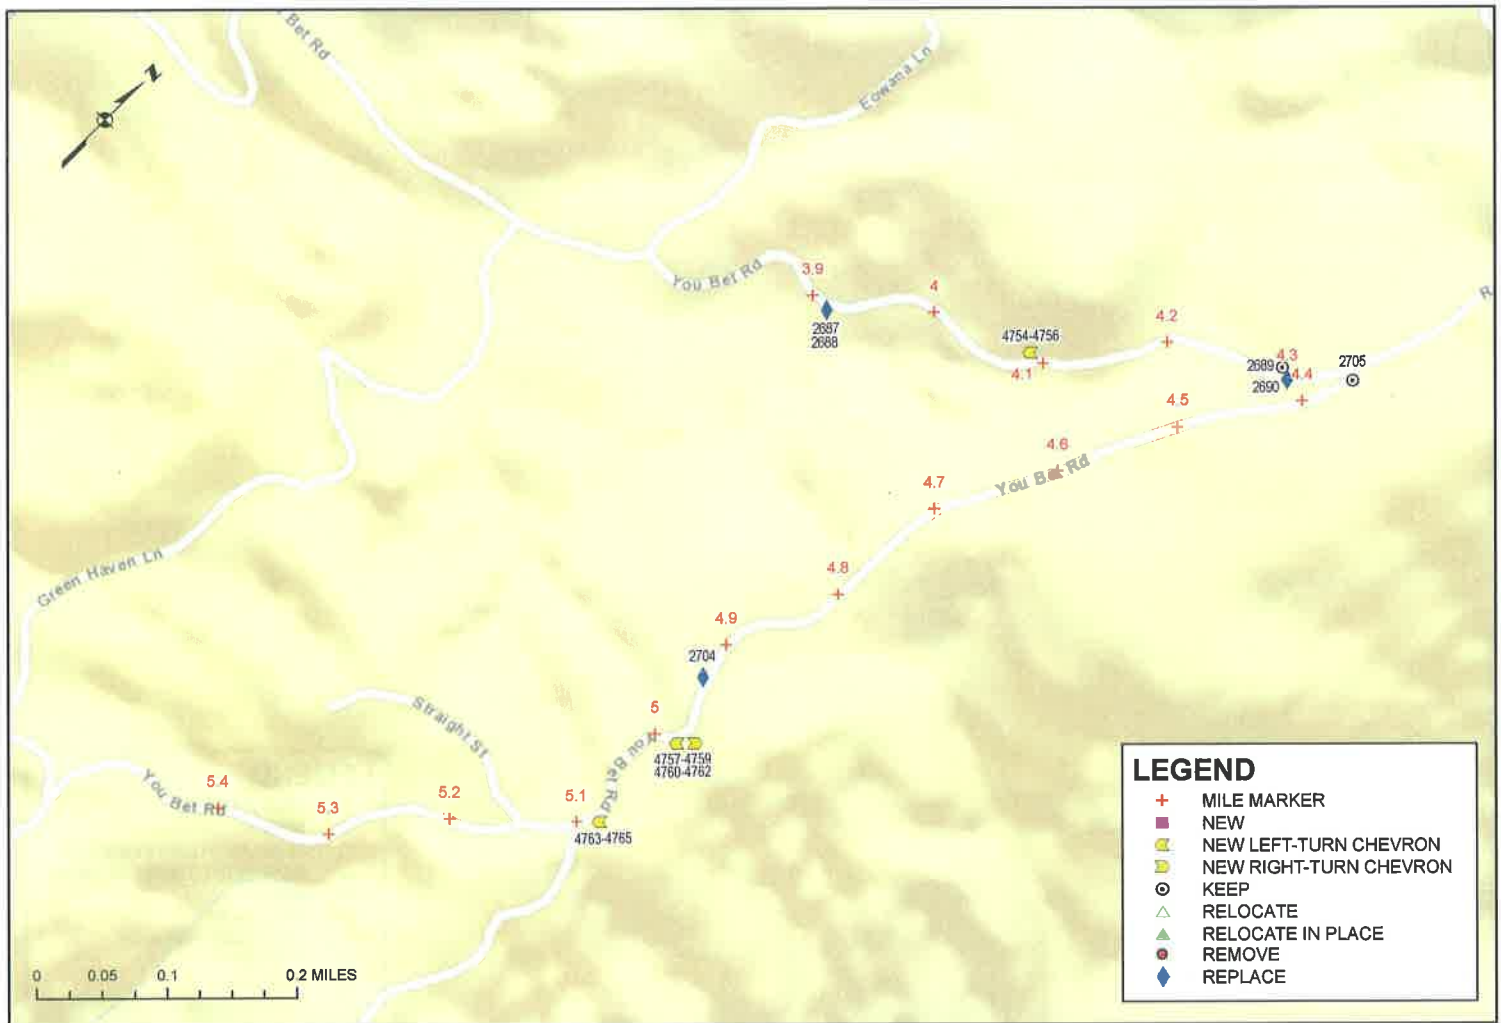 Bet Rd
Eowana Ln
N
You Bet Rd
3.9
2687
2688
4
4754-4756
4.1
4.2
2689
4.3
2690
4.4
2705
R
4.5
4.6
You Bet Rd
4.7
4.8
4.9
2704
Green Haven Ln
Straight St
5
4757-4759
4760-4762
You Bet Rd
5.1
4763-4765
You Bet Rd
5.4
5.3
5.2
0 0.05 0.1 0.2 MILES
LEGEND
MILE MARKER
NEW
NEW LEFT-TURN CHEVRON
NEW RIGHT-TURN CHEVRON
KEEP
RELOCATE
RELOCATE IN PLACE
REMOVE
REPLACE